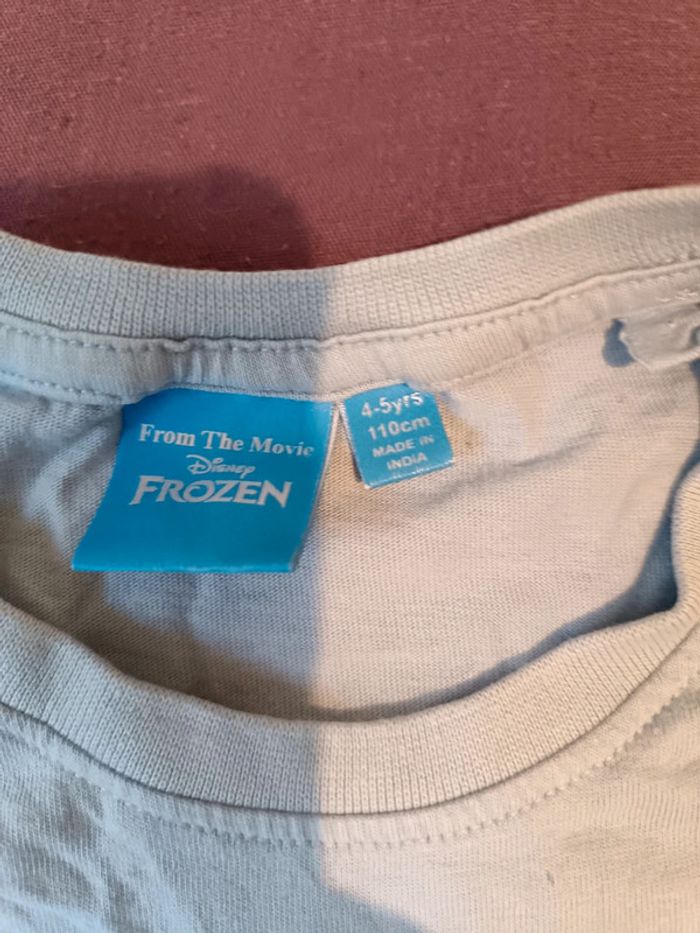 From The Movie
Disney
FROZEN
4-5yrs
110cm
MADE IN
INDIA